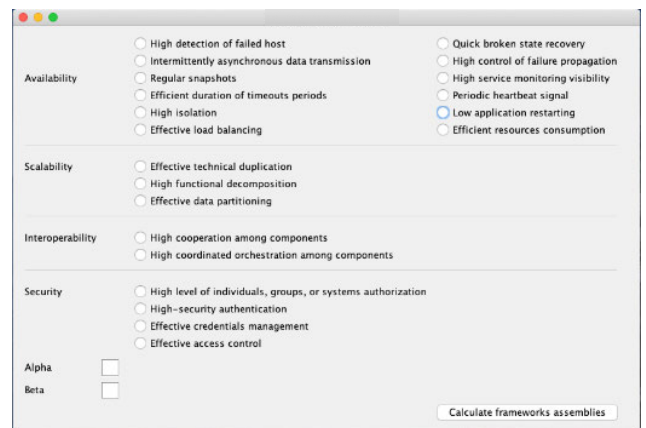 High detection of failed host
Quick broken state recovery
Intermittently asynchronous data transmission
High control of failure propagation
Availability
Regular snapshots
High service monitoring visibility
Efficient duration of timeouts periods
Periodic heartbeat signal
High isolation
Low application restarting
Effective load balancing
Efficient resources consumption
Scalability
Effective technical duplication
High functional decomposition
Effective data partitioning
Interoperability
High cooperation among components
High coordinated orchestration among components
Security
High level of individuals, groups, or systems authorization
High-security authentication
Effective credentials management
Effective access control
Alpha
Beta
Calculate frameworks assemblies